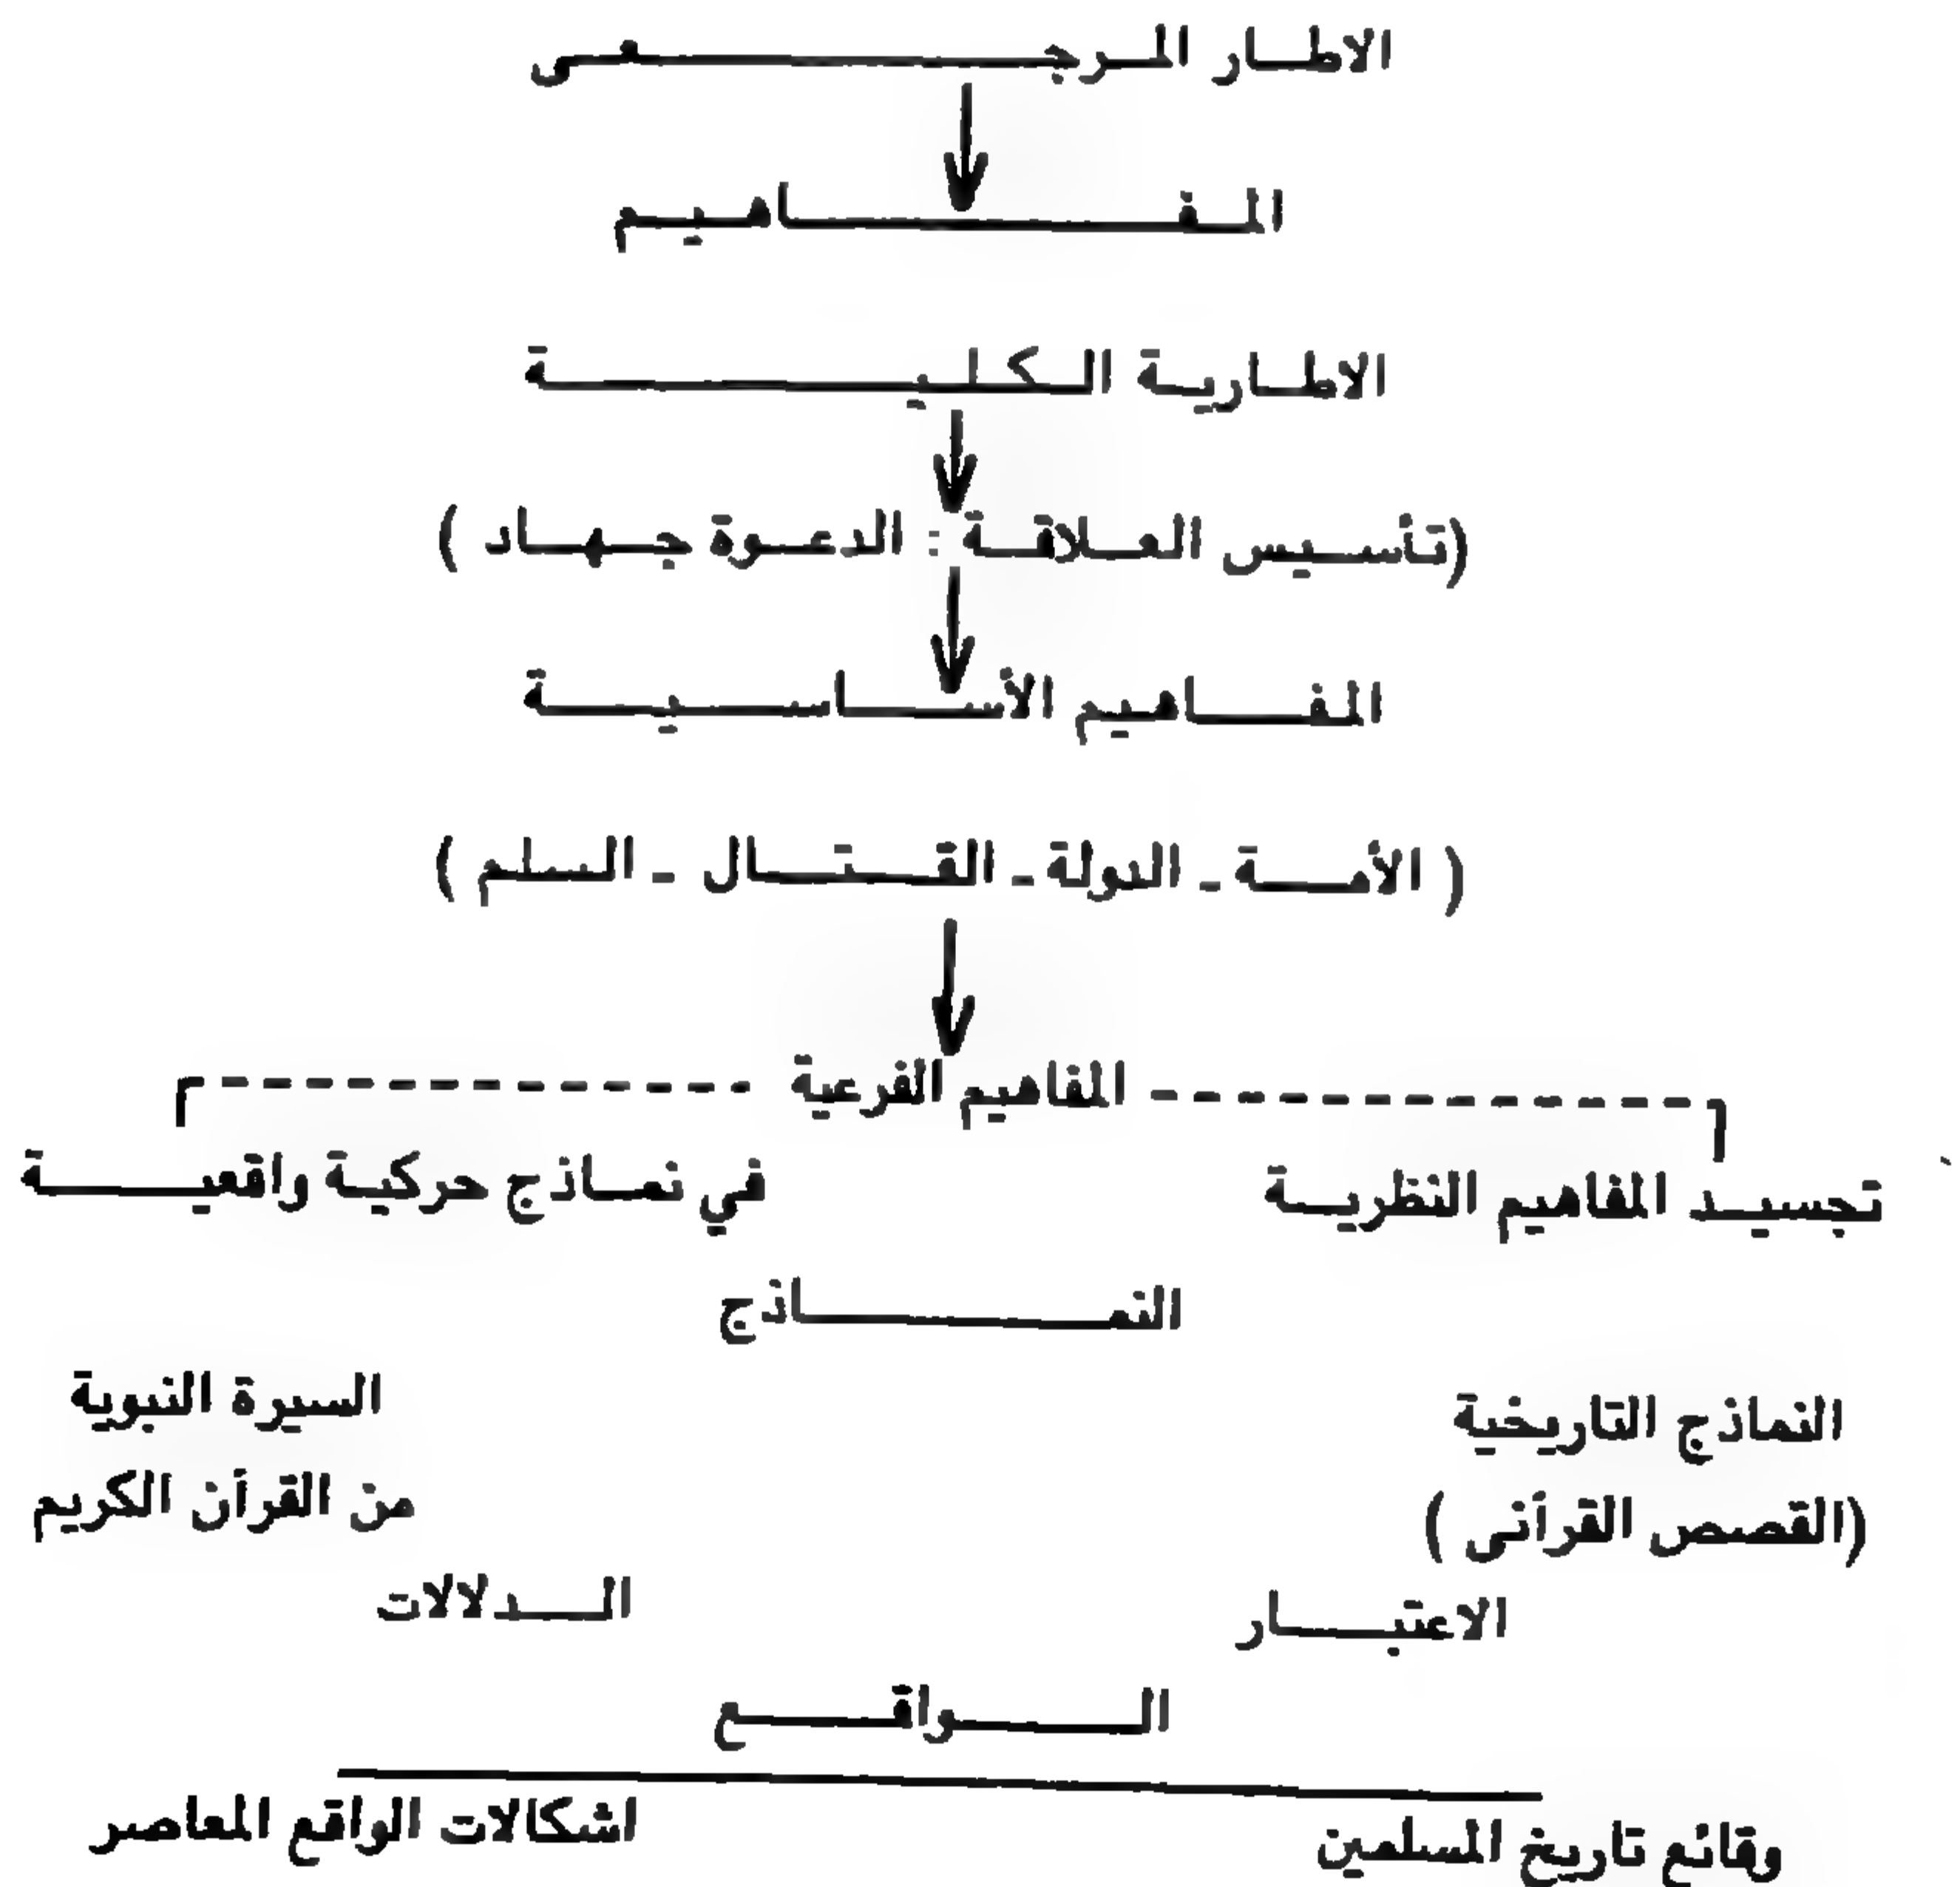 الاطار المرجعى
المفاهيم
الاطارية الكلية
(تأسيس العلاقة : الدعوة جهاد )
المفاهيم الأساسية
( الأمة - الدولة - القتال - السلم )
المفاهيم الفرعية
تجسيد المفاهيم النظرية
في نماذج حركية واقعية
النماذج
النماذج التاريخية
السيرة النبوية
(القصص القرآنى )
من القرآن الكريم
الاعتبار
الدلالات
الواقع
وقائع تاريخ المسلمين
اشكالات الواقع المعاصر